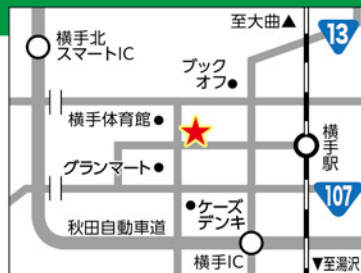 至大曲▲
13
横手北
スマートIC
ブック
オフ●
横手体育館●
横手駅
グランマート●
107
●ケーズ
デンキ
秋田自動車道
横手IC
▼至湯沢